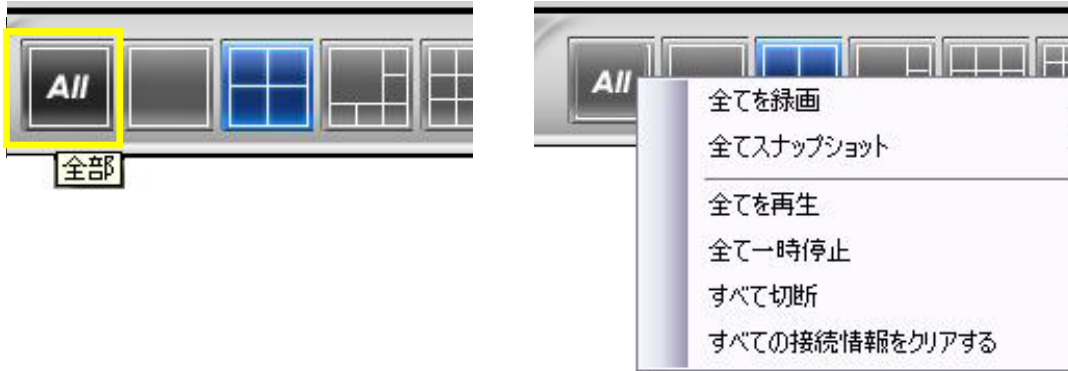 All
全部
All
全てを録画
全てスナップショット
全てを再生
全て一時停止
すべて切断
すべての接続情報をクリアする